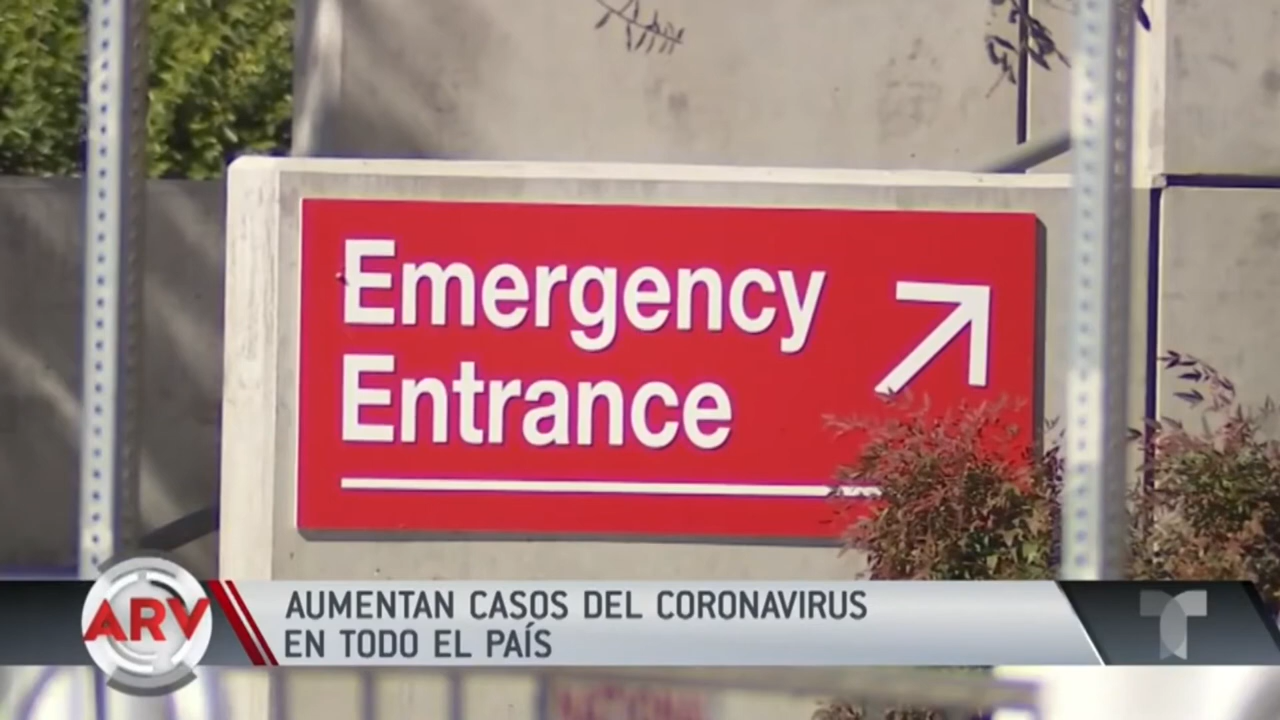 Emergency
Entrance
ARV
AUMENTAN CASOS DEL CORONAVIRUS
EN TODO EL PAÍS
T